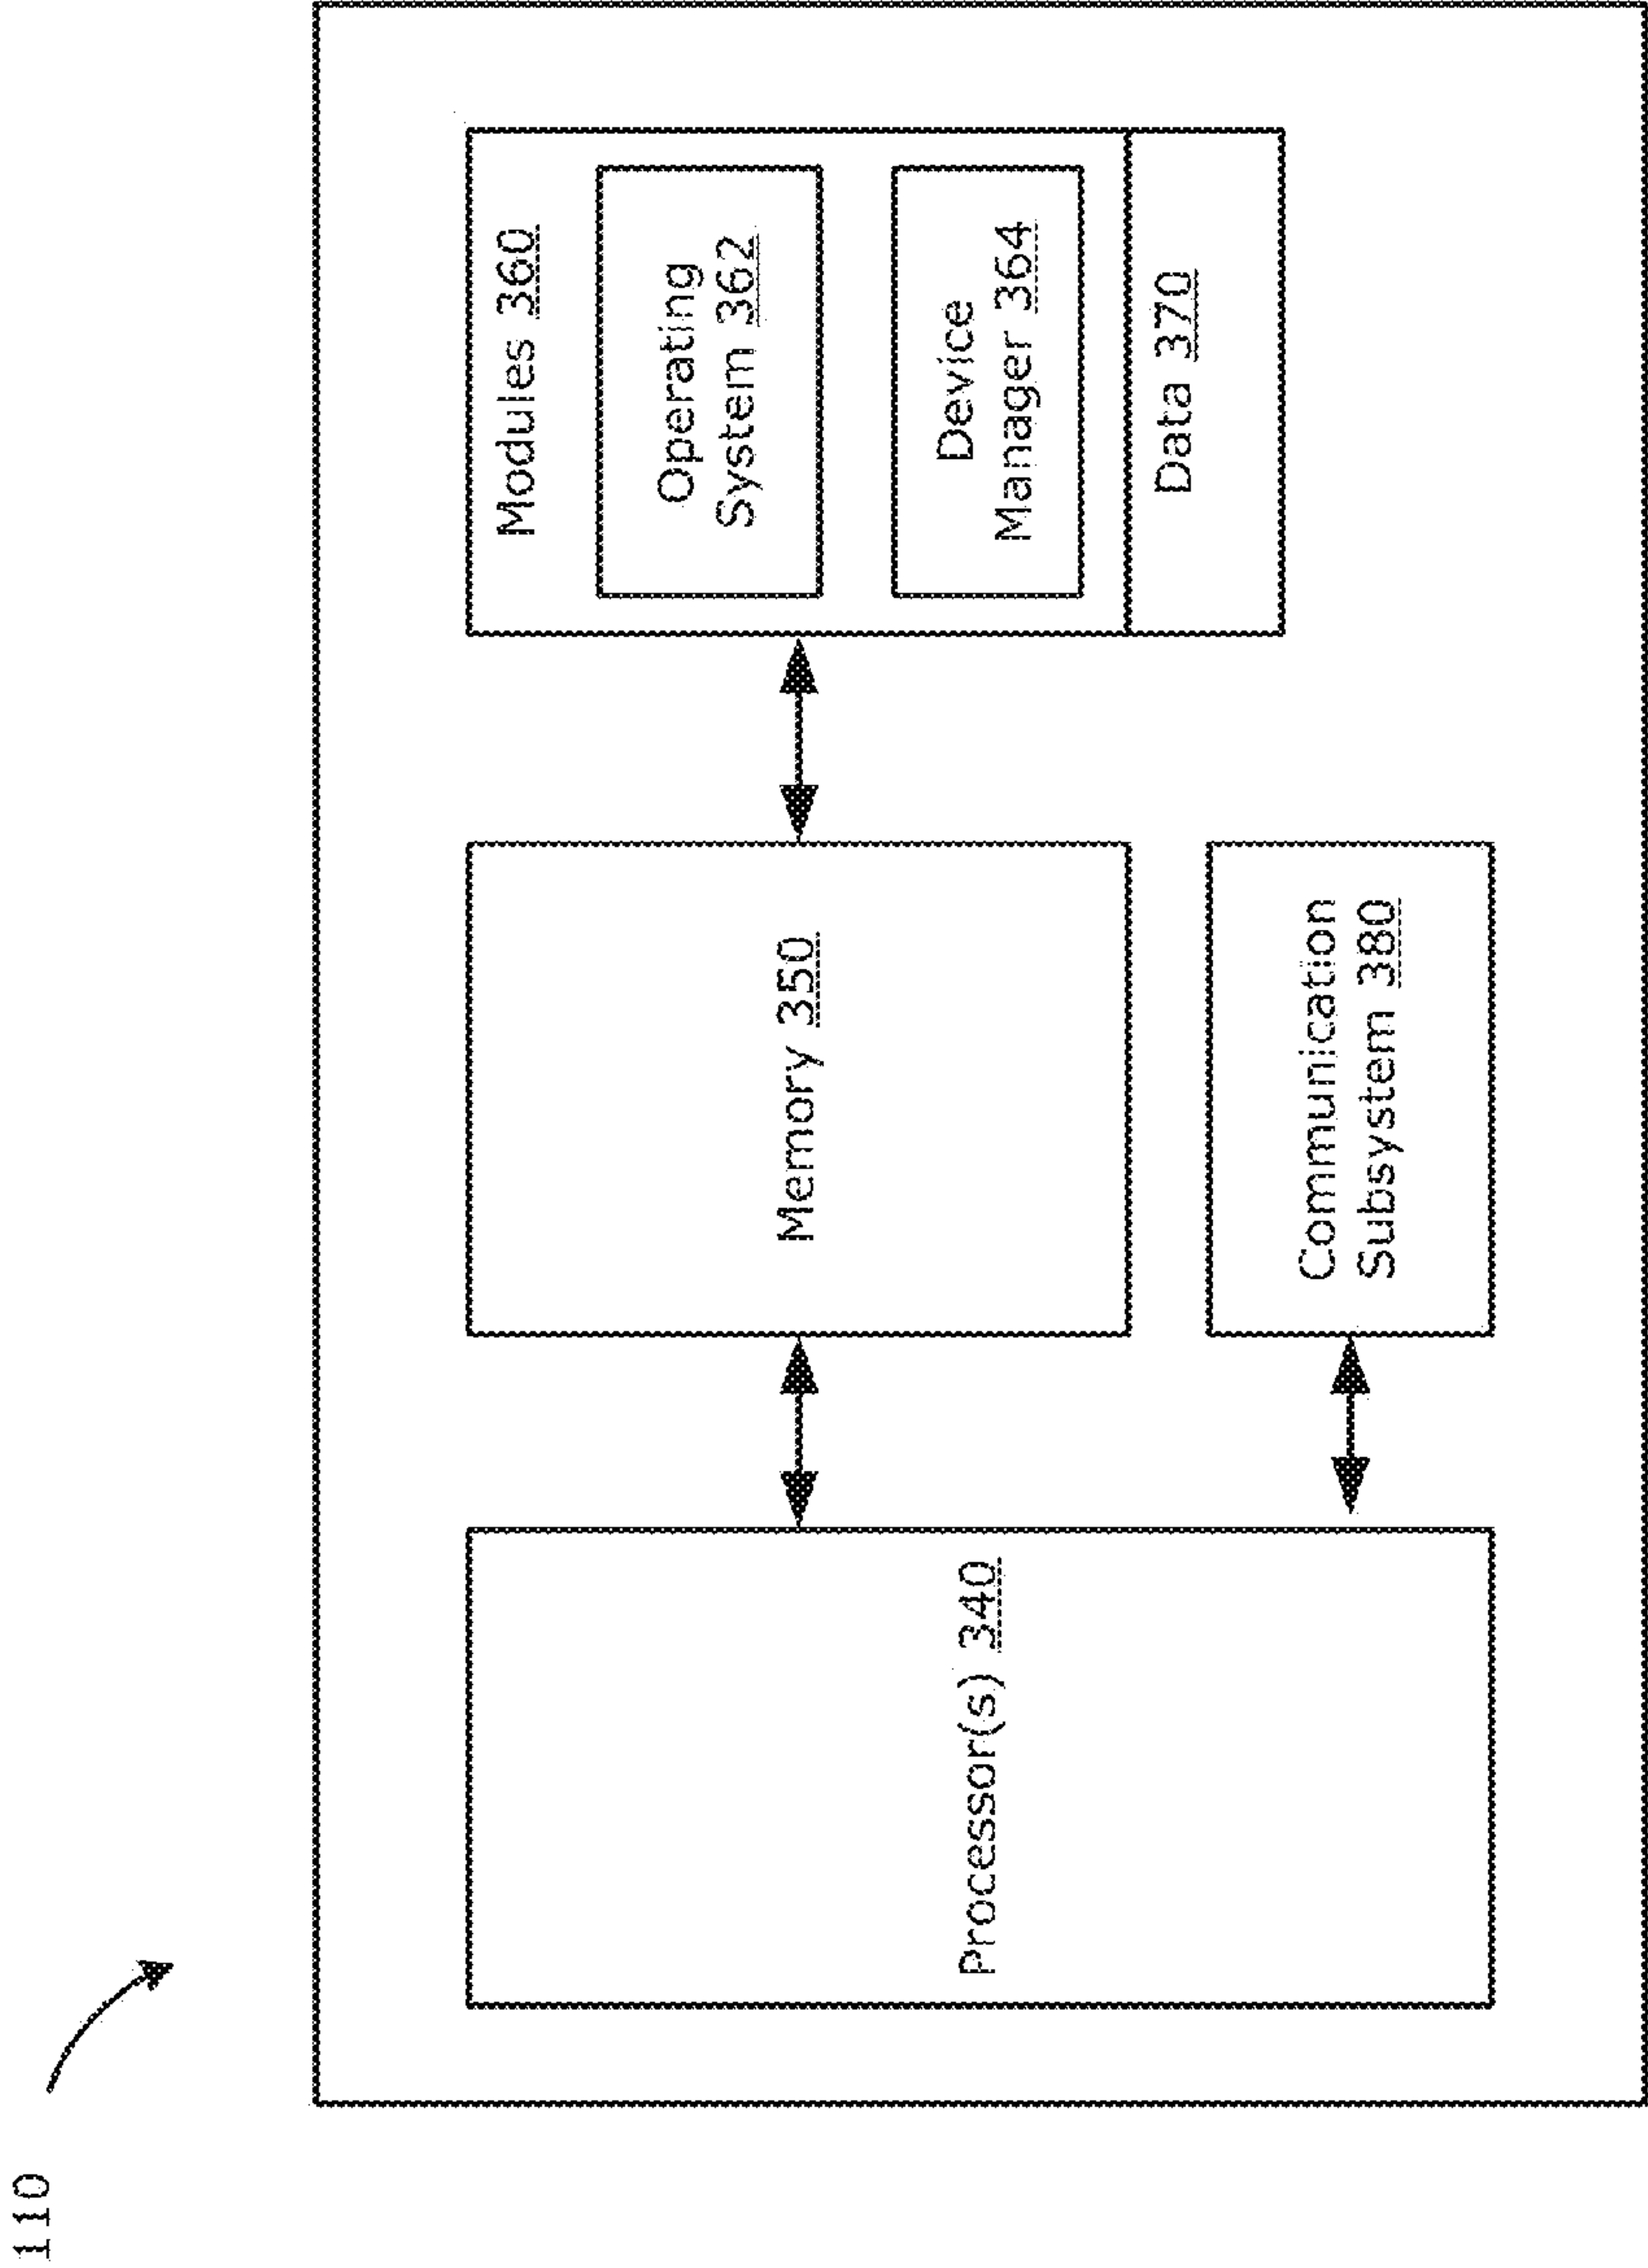 110
Processor(s) 340
Memory 350
Communication
Subsystem 380
Modules 360
Operating
System 362
Device
Manager 364
Data 370